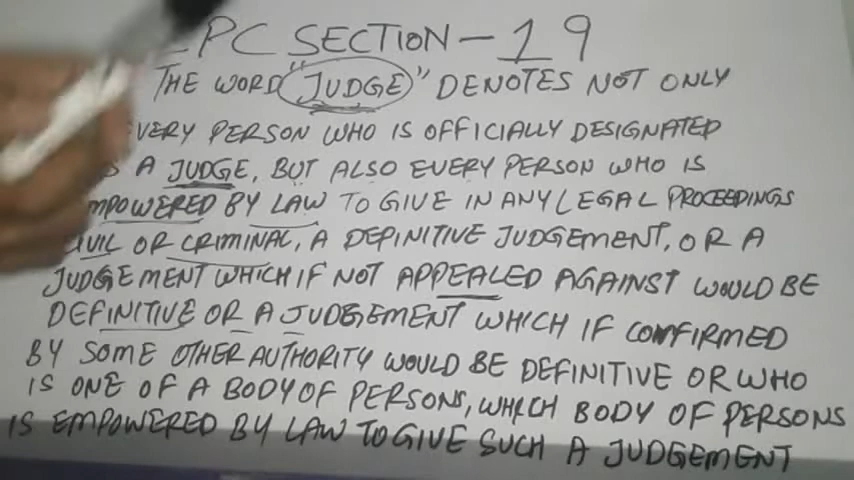 PC SECTION - 19
THE WORD "JUDGE" DENOTES NOT ONLY
VERY PERSON WHO IS OFFICIALLY DESIGNATED
A JUDGE, BUT ALSO EVERY PERSON WHO IS
MPOWERED BY LAW TO GIVE IN ANY LEGAL PROCEEDINGS
IVIL OR CRIMINAL, A DEFINITIVE JUDGEMENT, OR A
JUDGEMENT WHICH IF NOT APPEALED AGAINST WOULD BE
DEFINITIVE OR A JUDGEMENT WHICH IF CONFIRMED
BY SOME OTHER AUTHORITY WOULD BE DEFINITIVE OR WHO
IS ONE OF A BODY OF PERSONS, WHICH BODY OF PERSONS
IS EMPOWERED BY LAW TO GIVE SUCH A JUDGEMENT